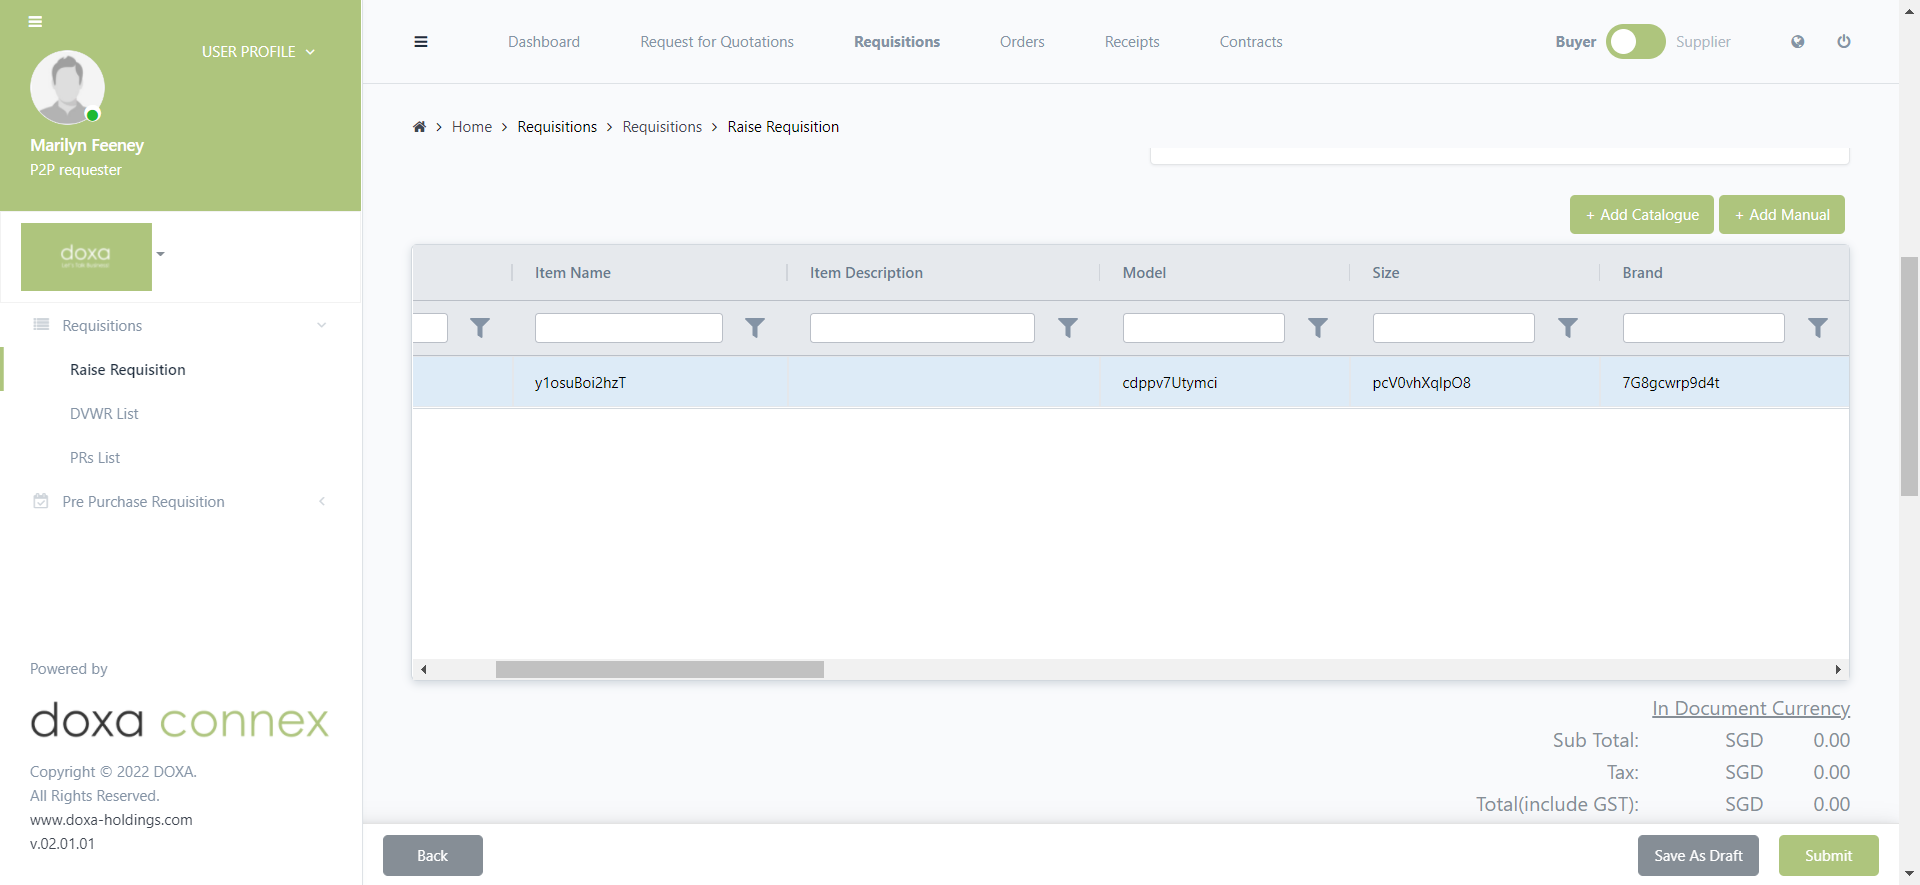 USER PROFILE
Marilyn Feeney
P2P requester
doxa
Let's Talk Business
Requisitions
Raise Requisition
DVWR List
PRs List
Pre Purchase Requisition
Powered by
doxa connex
Copyright © 2022 DOXA.
All Rights Reserved.
www.doxa-holdings.com
v.02.01.01
Dashboard Request for Quotations Requisitions Orders Receipts Contracts Buyer Supplier
Home Requisitions Requisitions Raise Requisition
+ Add Catalogue + Add Manual
Item Name Item Description Model Size Brand
y1osuBoi2hzT cdppv7Utymci pcV0vhXqIpO8 7G8gcwrp9d4t
In Document Currency
Sub Total: SGD 0.00
Tax: SGD 0.00
Total(include GST): SGD 0.00
Back Save As Draft Submit